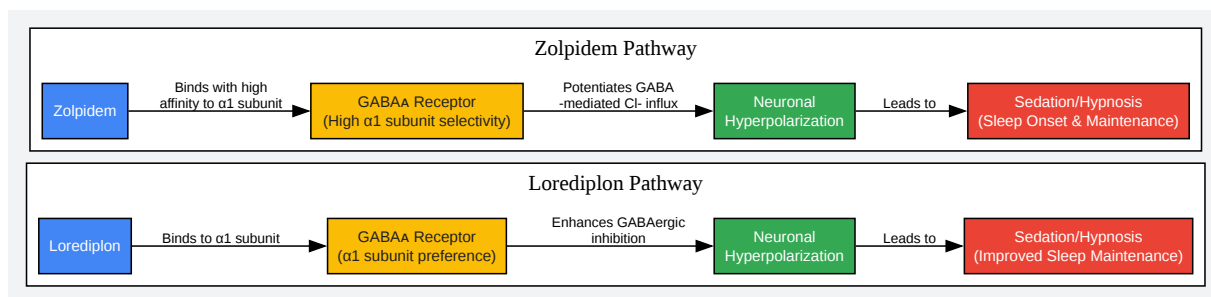 Zolpidem Pathway
Zolpidem
Binds with high
affinity to α1 subunit
GABAᴀ Receptor
(High α1 subunit selectivity)
Potentiates GABA
-mediated Cl- influx
Neuronal
Hyperpolarization
Leads to
Sedation/Hypnosis
(Sleep Onset & Maintenance)
Lorediplon Pathway
Lorediplon
Binds to α1 subunit
GABAᴀ Receptor
(α1 subunit preference)
Enhances GABAergic
inhibition
Neuronal
Hyperpolarization
Leads to
Sedation/Hypnosis
(Improved Sleep Maintenance)